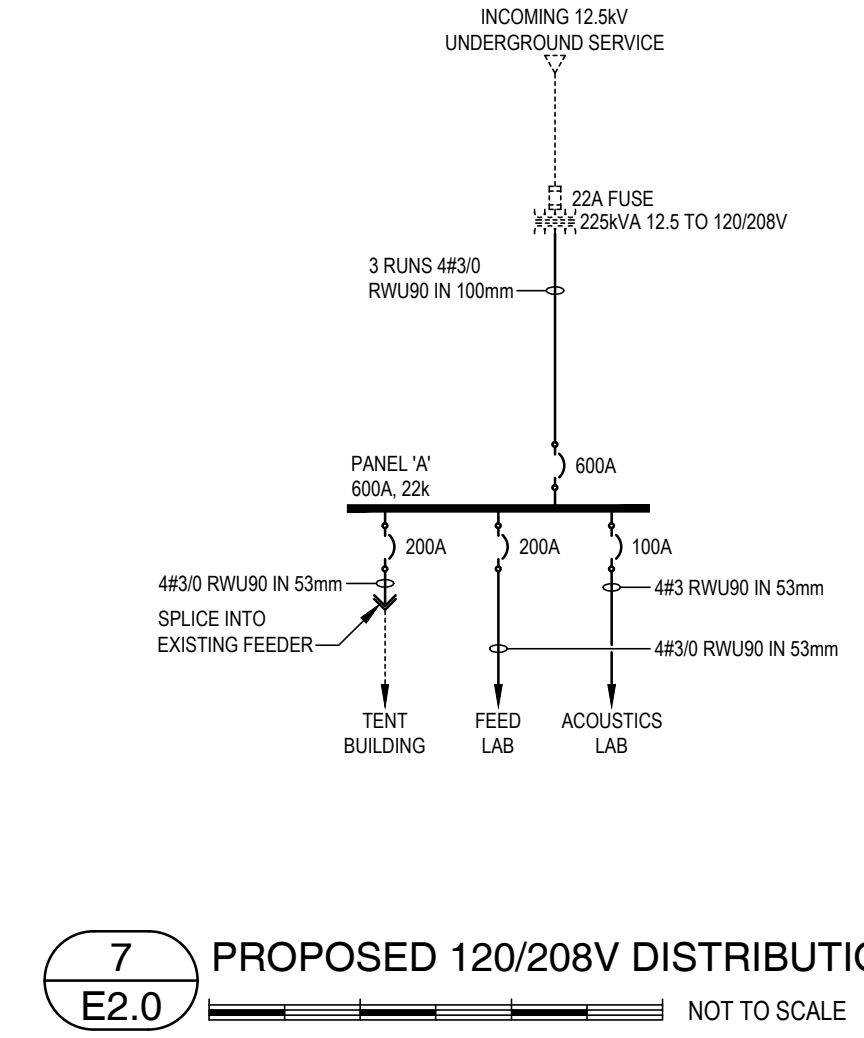 INCOMING 12.5kV
UNDERGROUND SERVICE
22A FUSE
225kVA 12.5 TO 120/208V
3 RUNS 4#3/0
RWU90 IN 100mm
600A
PANEL 'A'
600A, 22k
200A
200A
100A
4#3/0 RWU90 IN 53mm
4#3 RWU90 IN 53mm
SPLICE INTO
EXISTING FEEDER
4#3/0 RWU90 IN 53mm
TENT
BUILDING
FEED
LAB
ACOUSTICS
LAB
7
E2.0
PROPOSED 120/208V
NOT TO SCALE